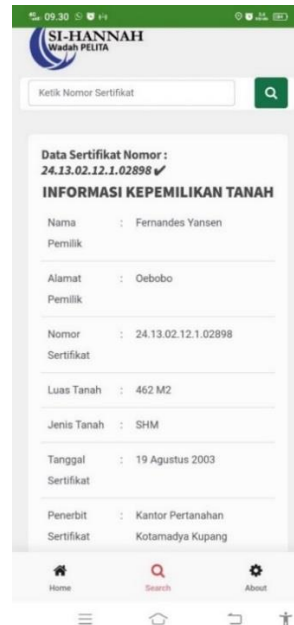 09.30
SI-HANNAH
Wadah PELITA
Ketik Nomor Sertifikat
Data Sertifikat Nomor :
24.13.02.12.1.02898✔
INFORMASI KEPEMILIKAN TANAH
Nama Pemilik : Fernandes Yansen
Alamat Pemilik : Oebobo
Nomor Sertifikat : 24.13.02.12.1.02898
Luas Tanah : 462 M2
Jenis Tanah : SHM
Tanggal Sertifikat : 19 Agustus 2003
Penerbit Sertifikat : Kantor Pertanahan Kotamadya Kupang
Home Search About